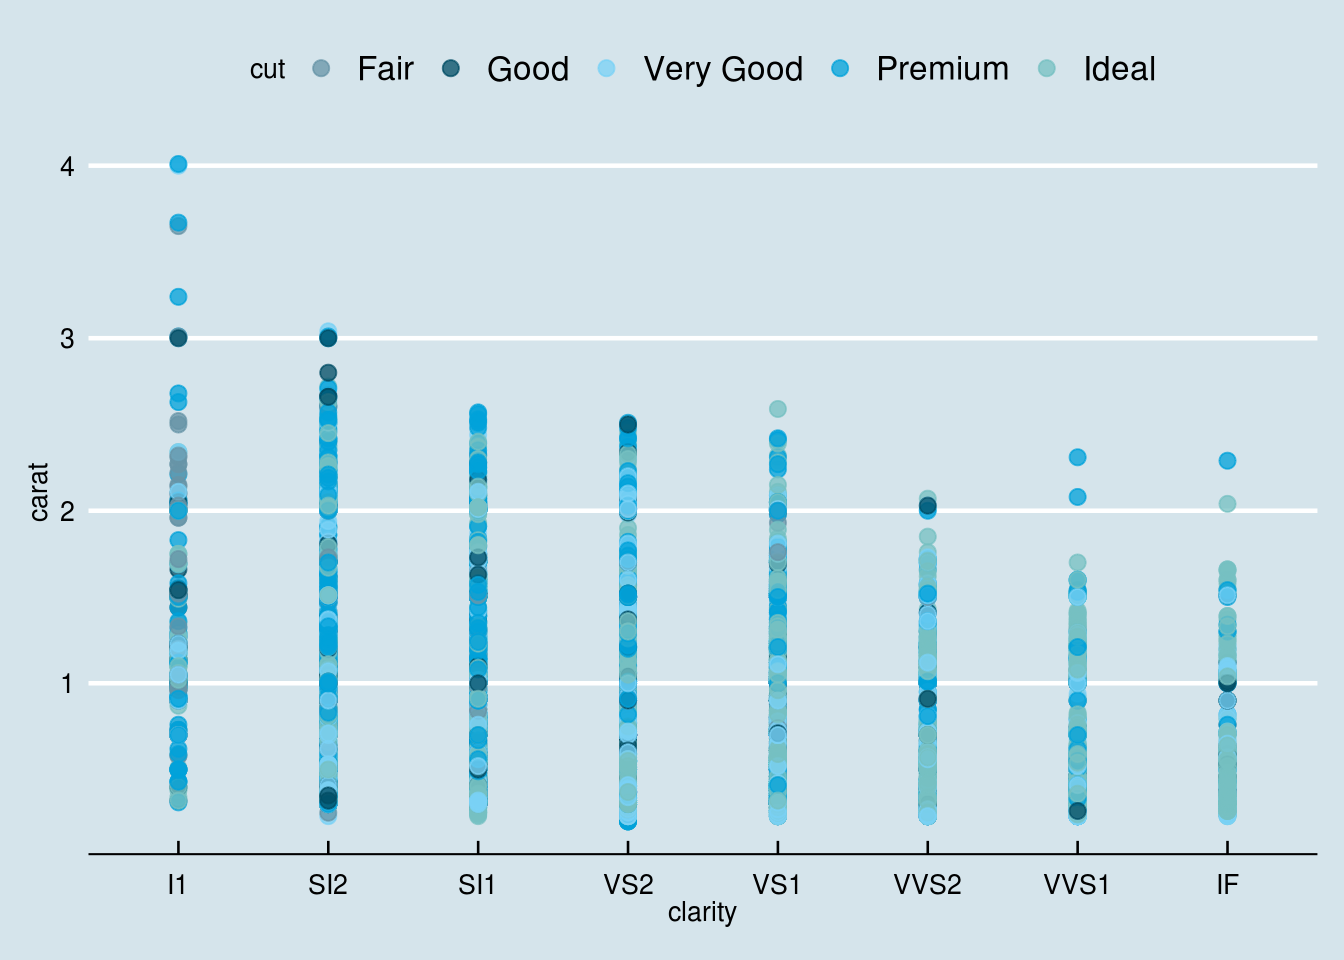 cut Fair Good Very Good Premium Ideal
4
3
2
1
carat
I1 SI2 SI1 VS2 VS1 VVS2 VVS1 IF
clarity